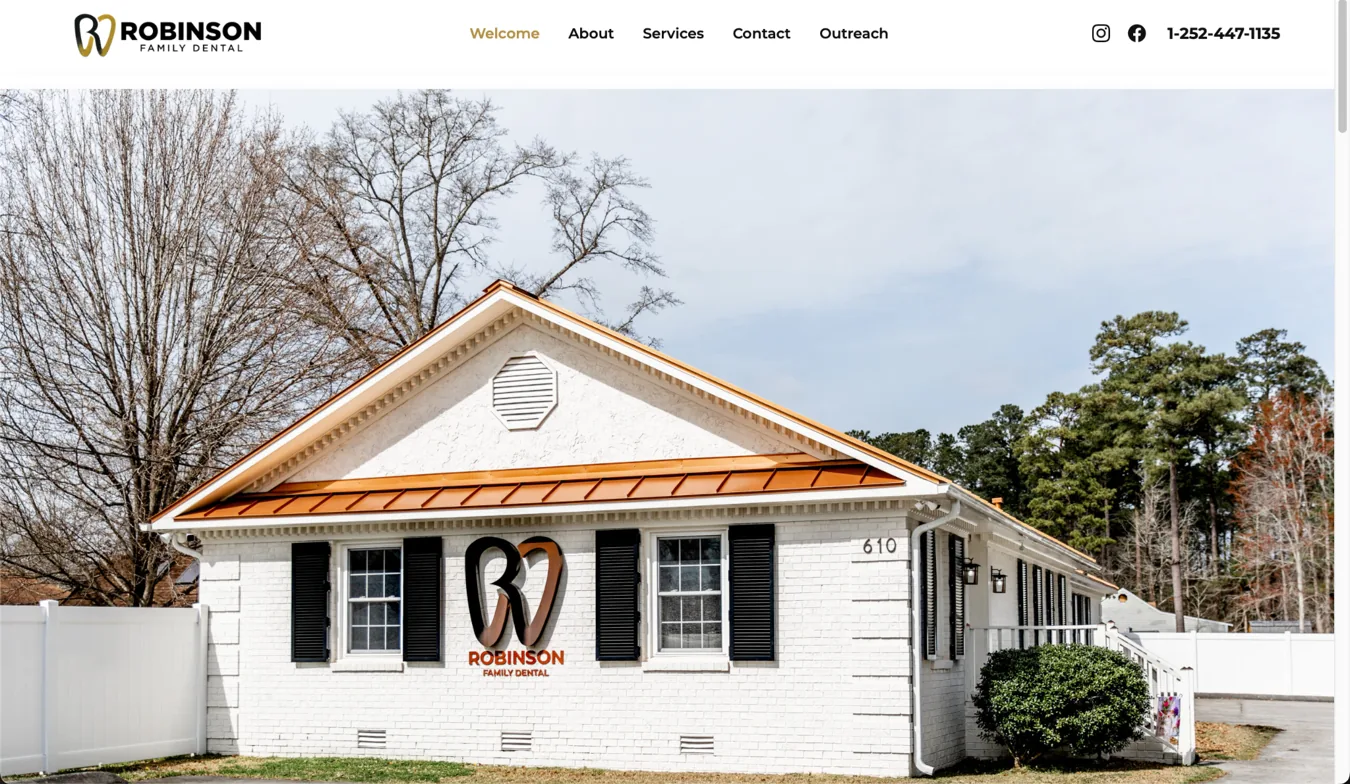 ROBINSON
FAMILY DENTAL
Welcome
About
Services
Contact
Outreach
1-252-447-1135
610
ROBINSON
FAMILY DENTAL